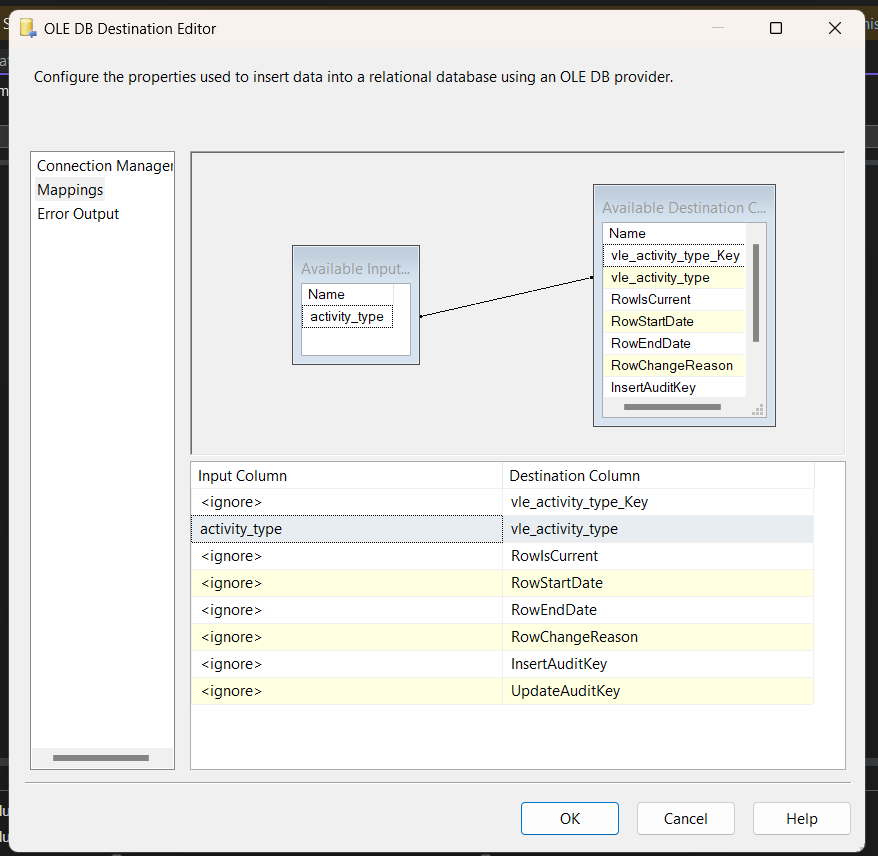 OLE DB Destination Editor
Configure the properties used to insert data into a relational database using an OLE DB provider.
Connection Manager
Mappings
Error Output
Available Input...
Name
activity_type
Available Destination C...
Name
vle_activity_type_Key
vle_activity_type
RowIsCurrent
RowStartDate
RowEndDate
RowChangeReason
InsertAuditKey
Input Column Destination Column
<ignore> vle_activity_type_Key
activity_type vle_activity_type
<ignore> RowIsCurrent
<ignore> RowStartDate
<ignore> RowEndDate
<ignore> RowChangeReason
<ignore> InsertAuditKey
<ignore> UpdateAuditKey
OK Cancel Help